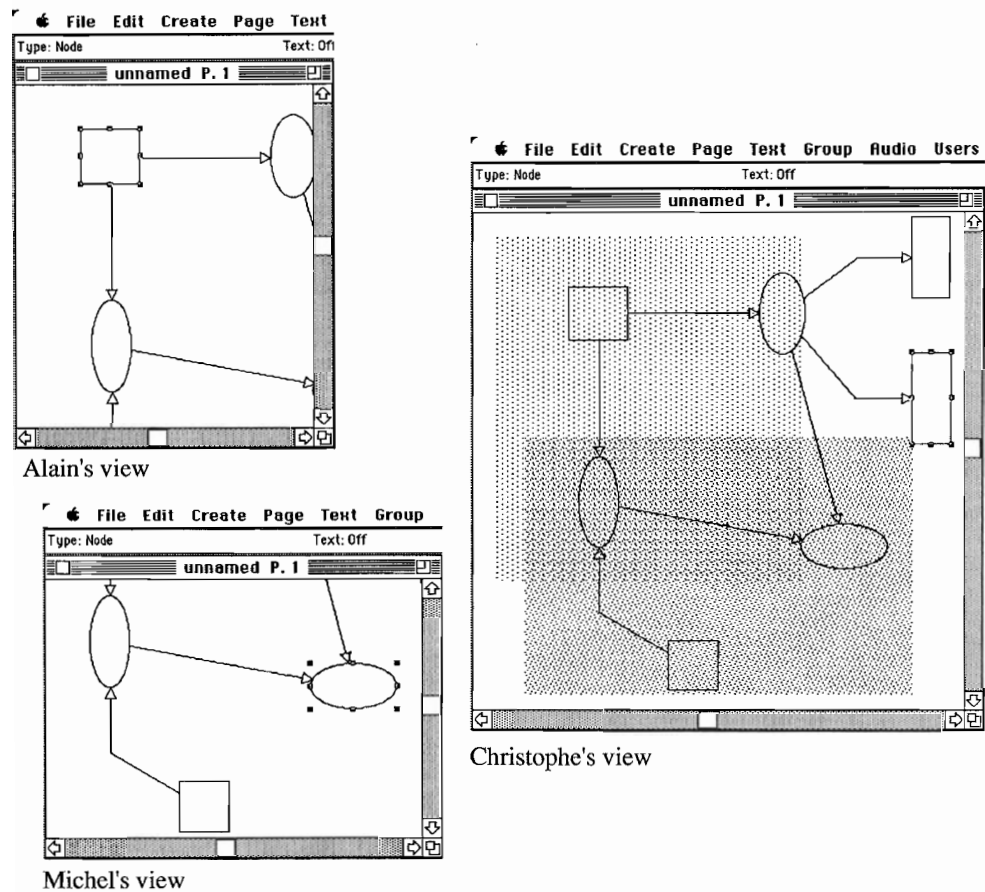 File Edit Create Page Text
Type: Node Text: Off
unnamed P. 1
Alain's view
File Edit Create Page Text Group
Type: Node Text: Off
unnamed P. 1
Michel's view
File Edit Create Page Text Group Audio Users
Type: Node Text: Off
unnamed P. 1
Christophe's view